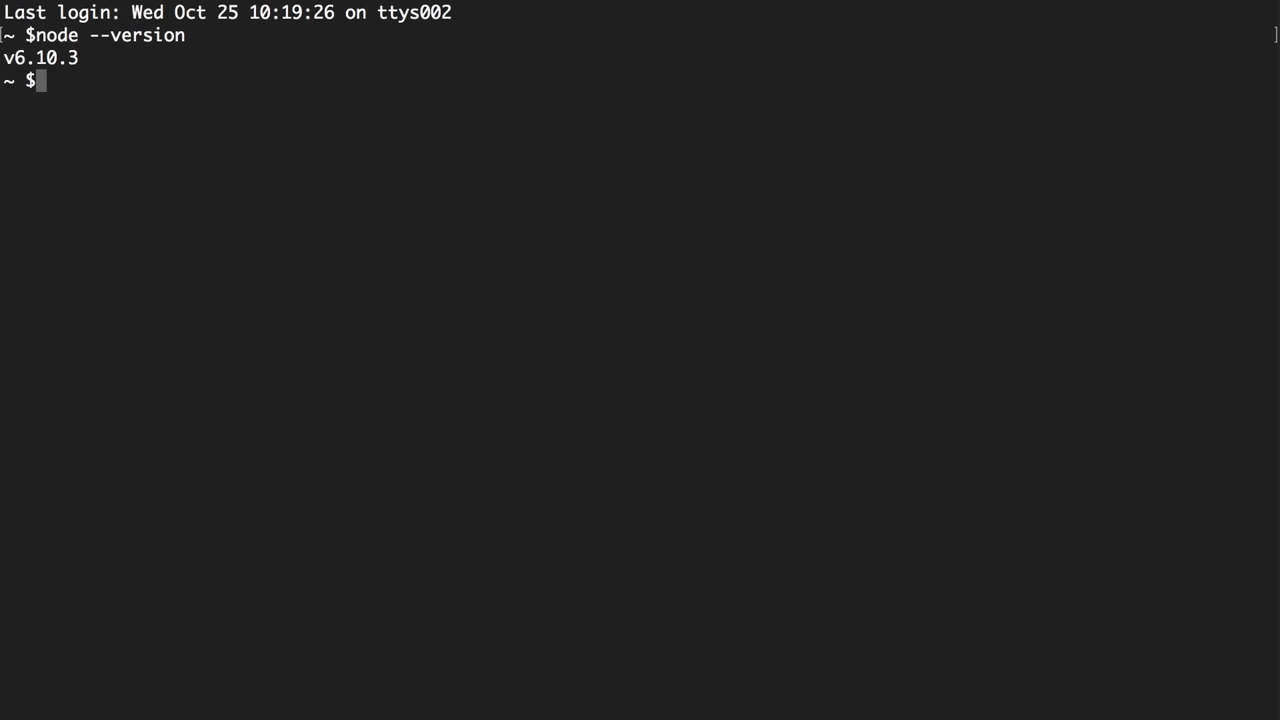 Last login: Wed Oct 25 10:19:26 on ttys002
[~ $node --version]
v6.10.3
~ $